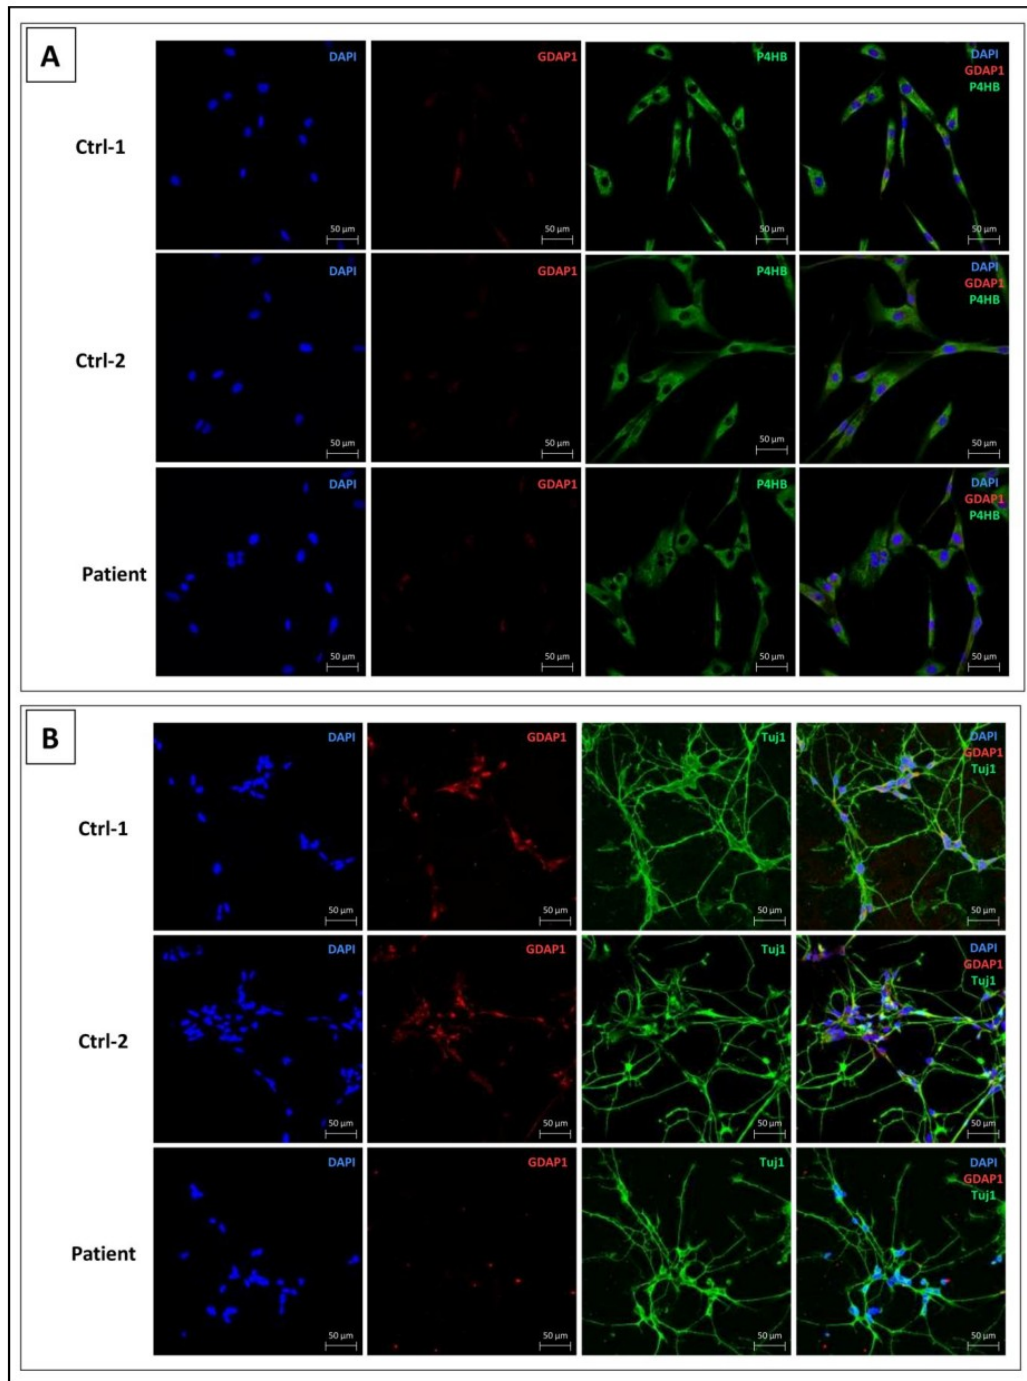 A
DAPI
GDAP1
P4HB
DAPI
GDAP1
P4HB
Ctrl-1
50 µm
50 µm
50 µm
50 µm
DAPI
GDAP1
P4HB
DAPI
GDAP1
P4HB
Ctrl-2
50 µm
50 µm
50 µm
50 µm
DAPI
GDAP1
P4HB
DAPI
GDAP1
P4HB
Patient
50 µm
50 µm
50 µm
50 µm
B
DAPI
GDAP1
Tuj1
DAPI
GDAP1
Tuj1
Ctrl-1
50 µm
50 µm
50 µm
50 µm
DAPI
GDAP1
Tuj1
DAPI
GDAP1
Tuj1
Ctrl-2
50 µm
50 µm
50 µm
50 µm
DAPI
GDAP1
Tuj1
DAPI
GDAP1
Tuj1
Patient
50 µm
50 µm
50 µm
50 µm